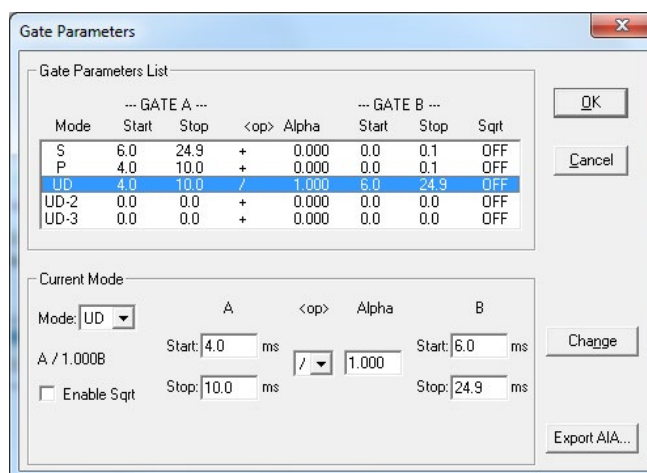 Gate Parameters
Gate Parameters List
--- GATE A --- --- GATE B ---
Mode Start Stop <op> Alpha Start Stop Sqrt
S 6.0 24.9 + 0.000 0.0 0.1 OFF
P 4.0 10.0 + 0.000 0.0 0.1 OFF
UD 4.0 10.0 / 1.000 6.0 24.9 OFF
UD-2 0.0 0.0 + 0.000 0.0 0.0 OFF
UD-3 0.0 0.0 + 0.000 0.0 0.0 OFF
OK
Cancel
Current Mode
A <op> Alpha B
Mode: UD
Start: 4.0 ms / 1.000 Start: 6.0 ms
A / 1.000B
Enable Sqrt Stop: 10.0 ms Stop: 24.9 ms
Change
Export AIA...